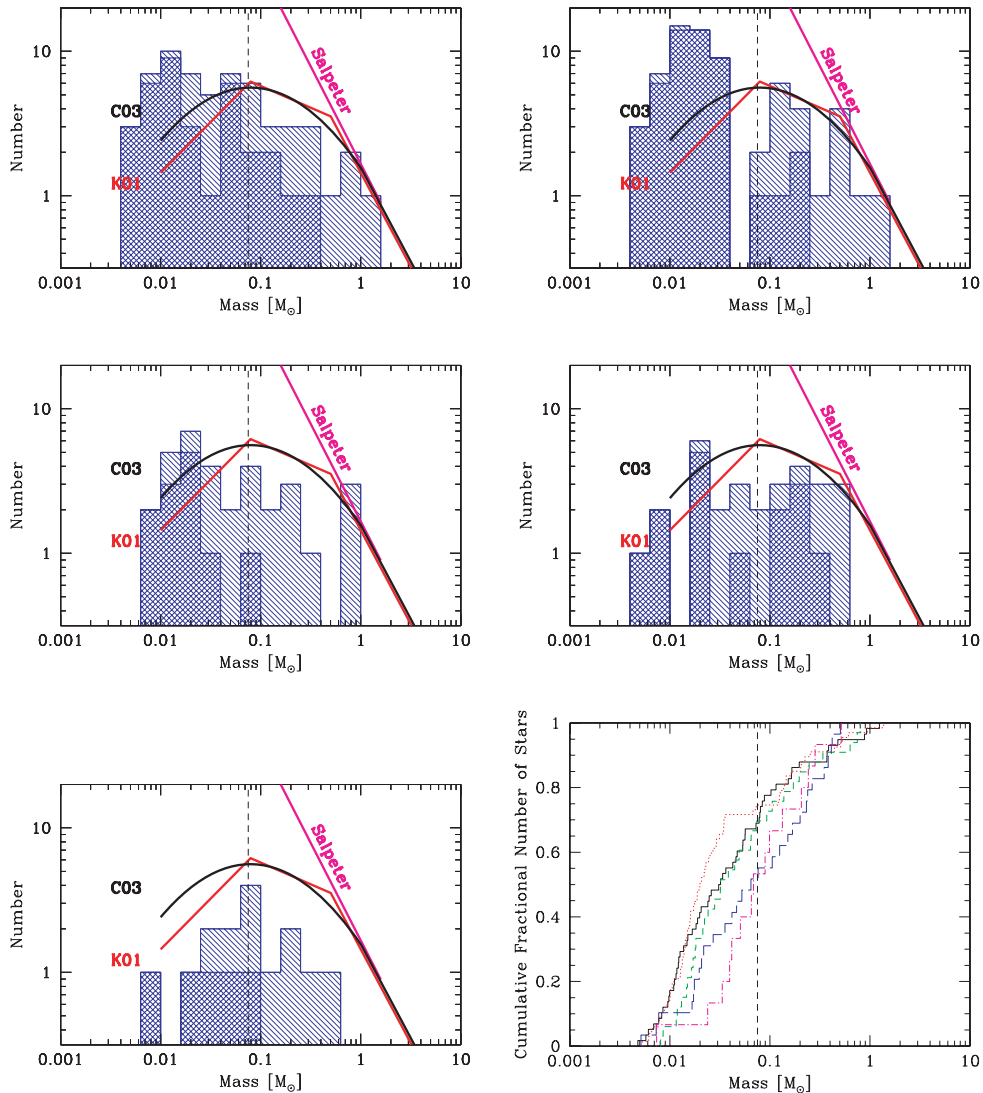 10
1
Number
C03
K01
Salpeter
0.001 0.01 0.1 1 10
Mass [M⊙]
10
1
Number
C03
K01
Salpeter
0.001 0.01 0.1 1 10
Mass [M⊙]
10
1
Number
C03
K01
Salpeter
0.001 0.01 0.1 1 10
Mass [M⊙]
10
1
Number
C03
K01
Salpeter
0.001 0.01 0.1 1 10
Mass [M⊙]
10
1
Number
C03
K01
Salpeter
0.001 0.01 0.1 1 10
Mass [M⊙]
1
0.8
0.6
0.4
0.2
0
Cumulative Fractional Number of Stars
0.001 0.01 0.1 1 10
Mass [M⊙]